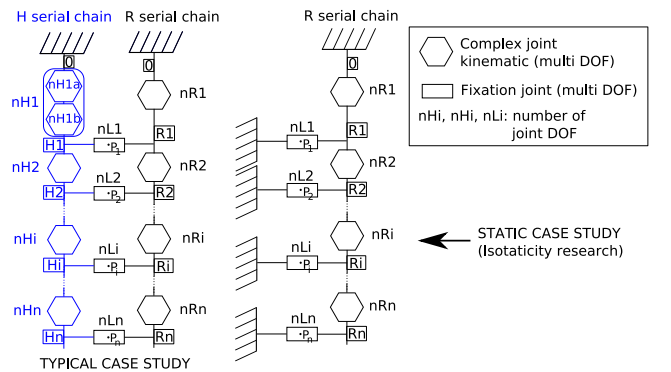 H serial chain
R serial chain
R serial chain
0
0
0
nH1
nH1a
nH1b
nR1
nR1
nL1
nL1
H1
P1
R1
P1
R1
nH2
nL2
nR2
nL2
nR2
H2
P2
R2
P2
R2
nHi
nLi
nRi
nLi
nRi
Hi
Pi
Ri
Pi
Ri
nHn
nLn
nRn
nLn
nRn
Hn
Pn
Rn
Pn
Rn
TYPICAL CASE STUDY
Complex joint
kinematic (multi DOF)
Fixation joint (multi DOF)
nHi, nHi, nLi: number of
joint DOF
STATIC CASE STUDY
(Isotaticity research)